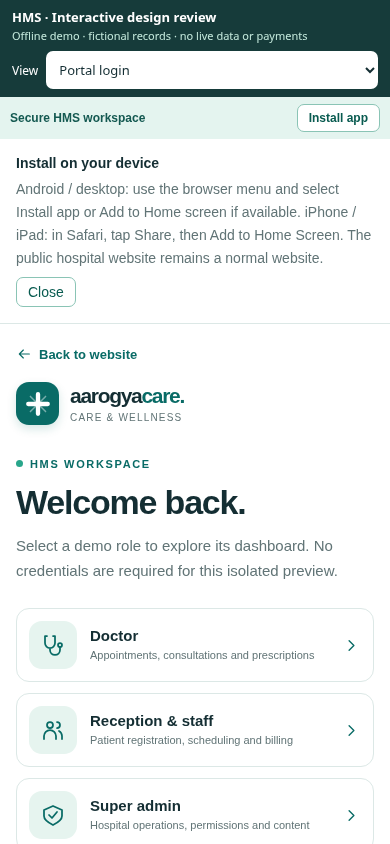 HMS · Interactive design review
Offline demo · fictional records · no live data or payments
View Portal login
Secure HMS workspace Install app
Install on your device
Android / desktop: use the browser menu and select
Install app or Add to Home screen if available. iPhone /
iPad: in Safari, tap Share, then Add to Home Screen. The
public hospital website remains a normal website.
Close
Back to website
aarogyacare.
CARE & WELLNESS
HMS WORKSPACE
Welcome back.
Select a demo role to explore its dashboard. No
credentials are required for this isolated preview.
Doctor
Appointments, consultations and prescriptions
Reception & staff
Patient registration, scheduling and billing
Super admin
Hospital operations, permissions and content